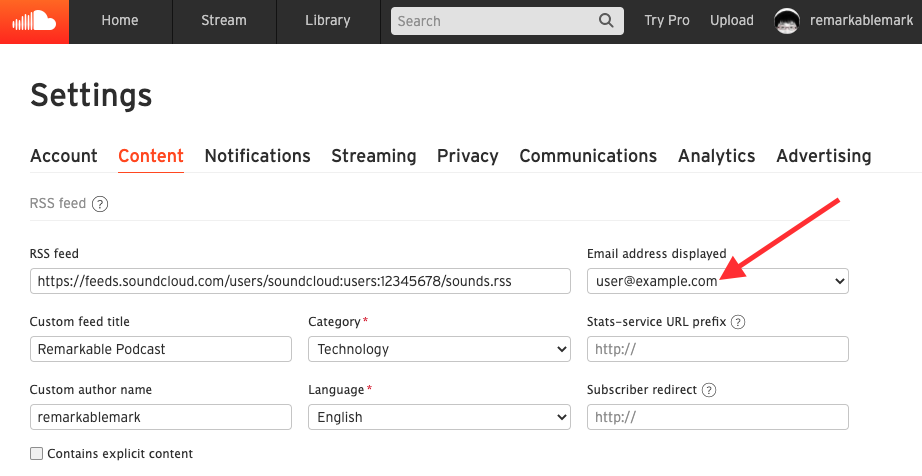 Home Stream Library Search Try Pro Upload remarkablemark
Settings
Account Content Notifications Streaming Privacy Communications Analytics Advertising
RSS feed ?
RSS feed Email address displayed
https://feeds.soundcloud.com/users/soundcloud:users:12345678/sounds.rss user@example.com
Custom feed title Category* Stats-service URL prefix ?
Remarkable Podcast Technology http://
Custom author name Language* Subscriber redirect ?
remarkablemark English http://
Contains explicit content